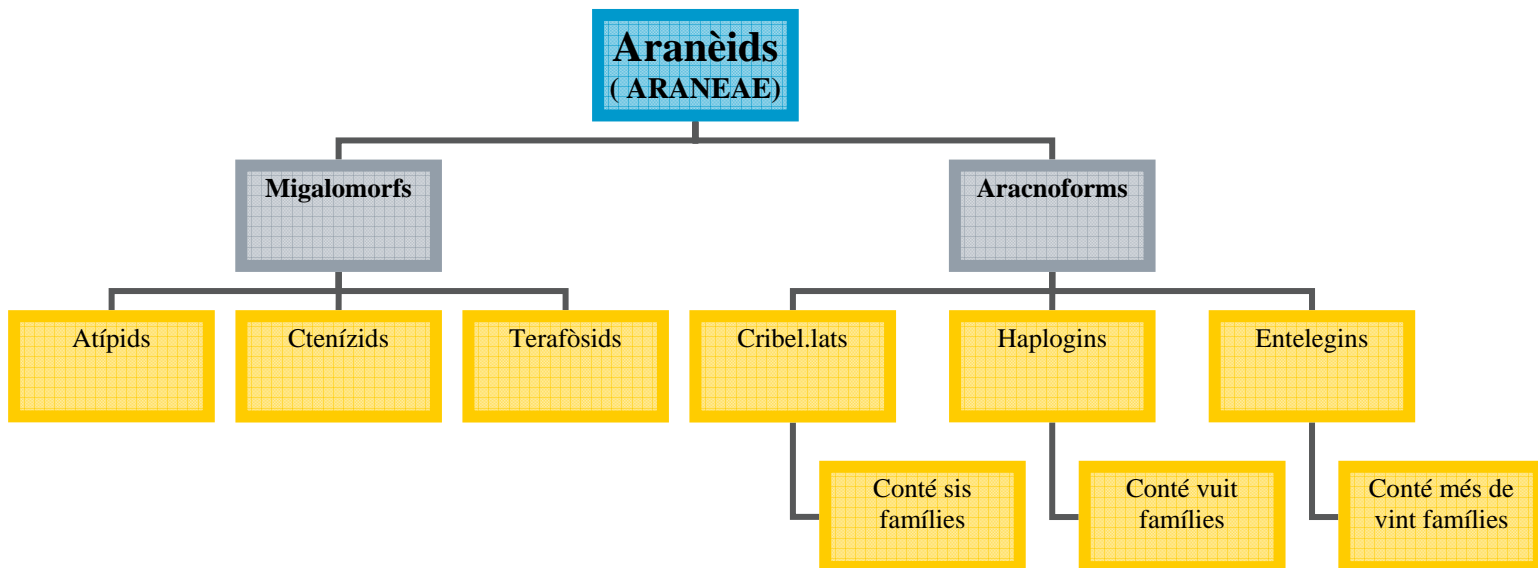 Aranèids
( ARANEAE)
Migalomorfs
Aracnoforms
Atípids
Ctenízids
Terafòsids
Cribel.lats
Haplogins
Entelegins
Conté sis
famílies
Conté vuit
famílies
Conté més de
vint famílies